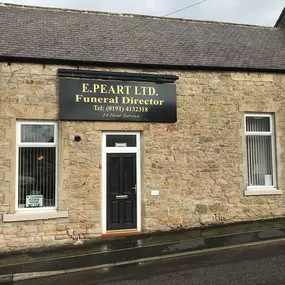 E.PEART LTD.
Funeral Director
Tel: (0191) 4132318
24 Hour Service